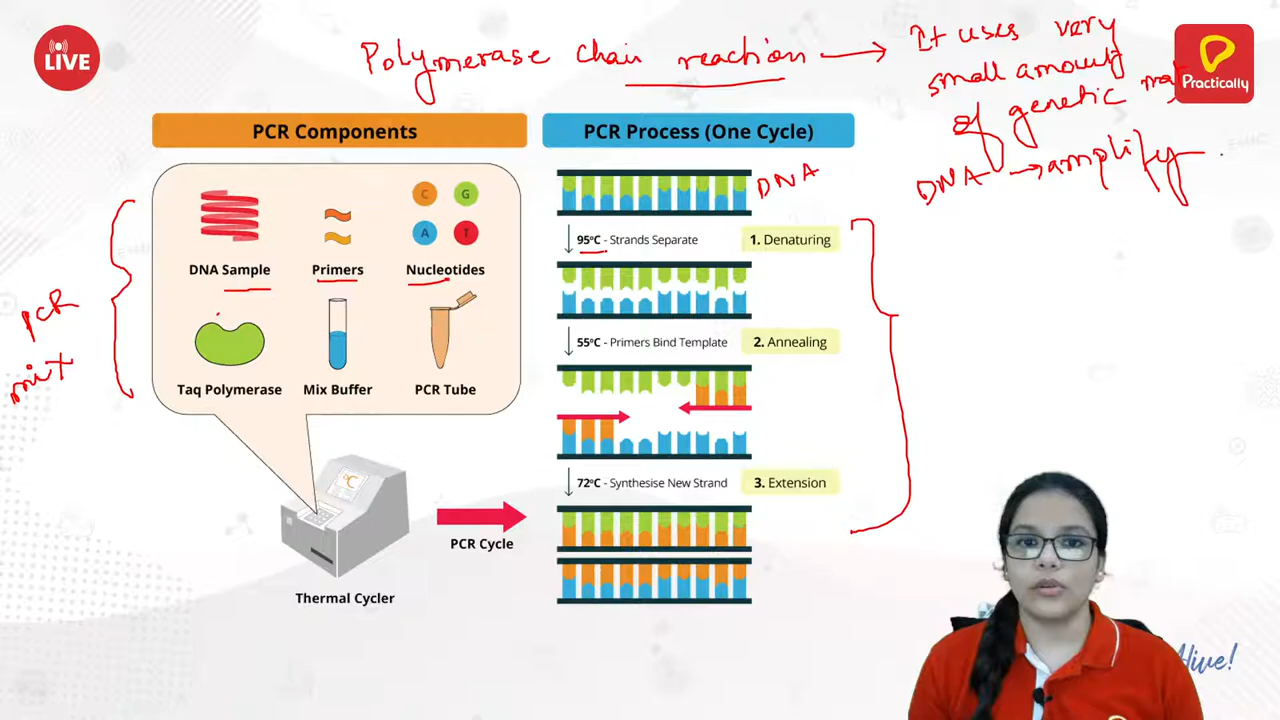 LIVE
Polymerase chain reaction → It uses very
small amount
of genetic mat
DNA → amplify
Practically
PCR Components
DNA Sample
Primers
C
G
A
T
Nucleotides
Taq Polymerase
Mix Buffer
PCR Tube
PCR
mix
°C
Thermal Cycler
PCR Cycle
PCR Process (One Cycle)
DNA
95°C - Strands Separate
1. Denaturing
55°C - Primers Bind Template
2. Annealing
72°C - Synthesise New Strand
3. Extension
Alive!